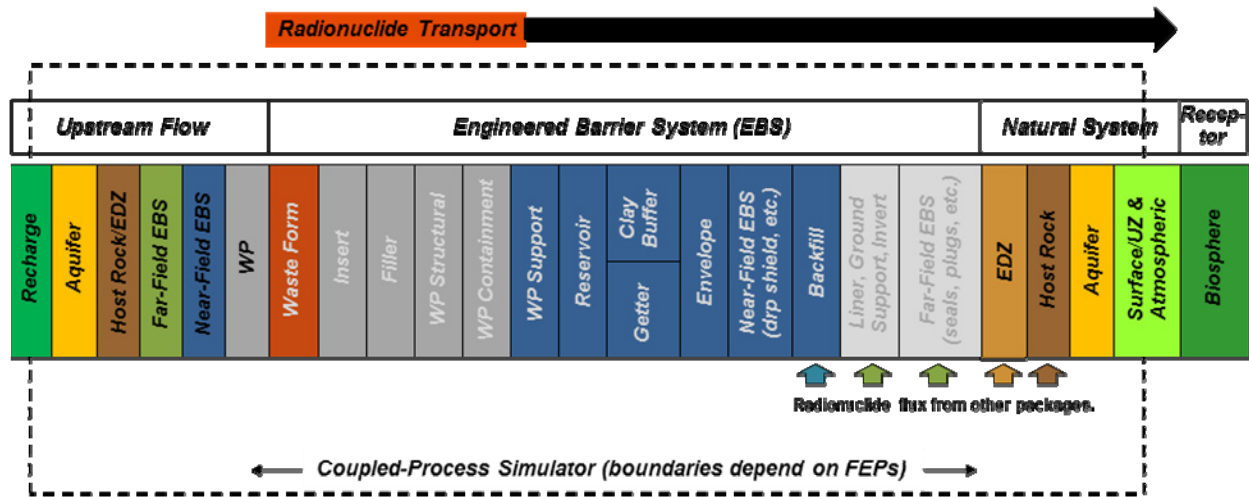 Radionuclide Transport
Upstream Flow
Engineered Barrier System (EBS)
Natural System
Recep-
tor
Recharge
Aquifer
Host Rock/EDZ
Far-Field EBS
Near-Field EBS
WP
Waste Form
Insert
Filler
WP Structural
WP Containment
WP Support
Reservoir
Clay
Buffer
Getter
Envelope
Near-Field EBS
(drp shield, etc.)
Backfill
Liner, Ground
Support, Invert
Far-Field EBS
(seals, plugs, etc.)
EDZ
Host Rock
Aquifer
Surface/UZ &
Atmospheric
Biosphere
Radionuclide flux from other packages.
Coupled-Process Simulator (boundaries depend on FEPs)